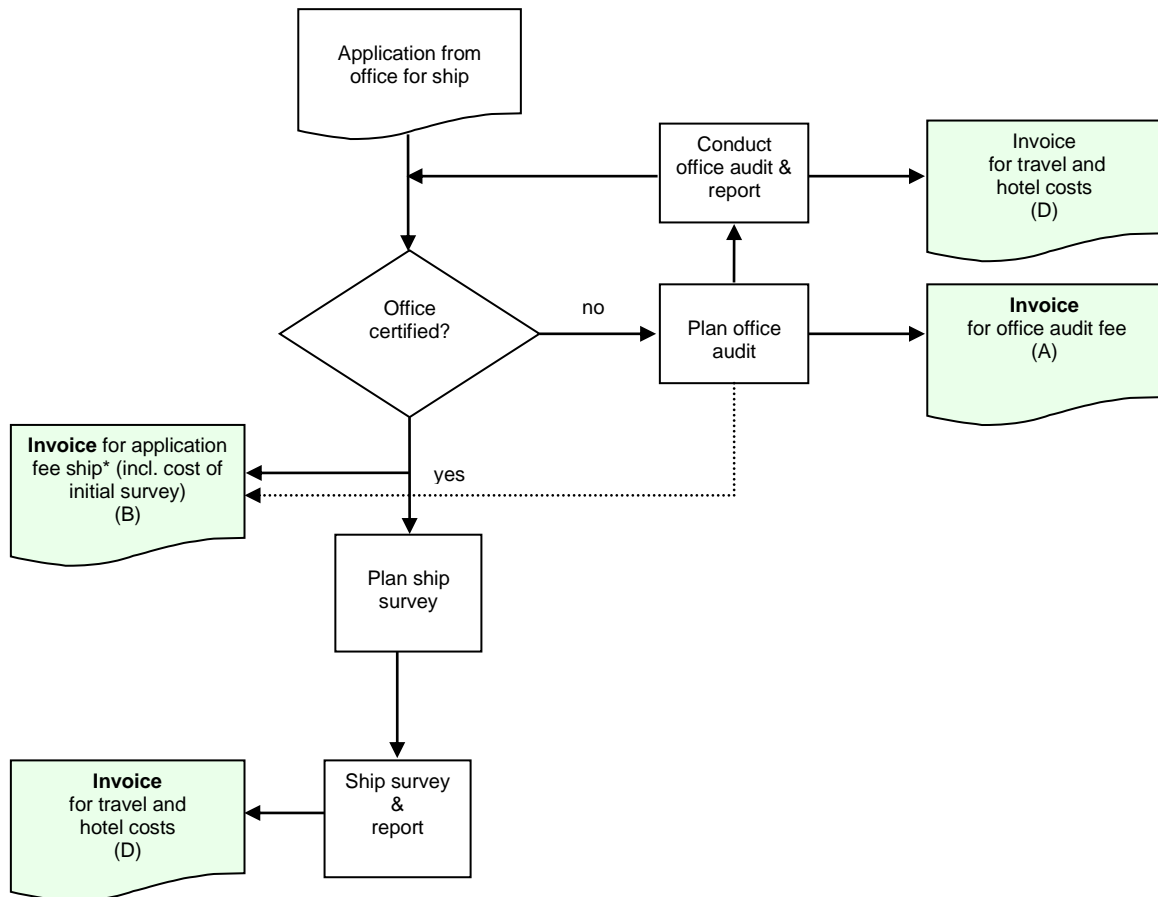 Application from
office for ship
Conduct
office audit &
report
Invoice
for travel and
hotel costs
(D)
Office
certified?
no
Plan office
audit
Invoice
for office audit fee
(A)
Invoice for application
fee ship* (incl. cost of
initial survey)
(B)
yes
Plan ship
survey
Invoice
for travel and
hotel costs
(D)
Ship survey
&
report